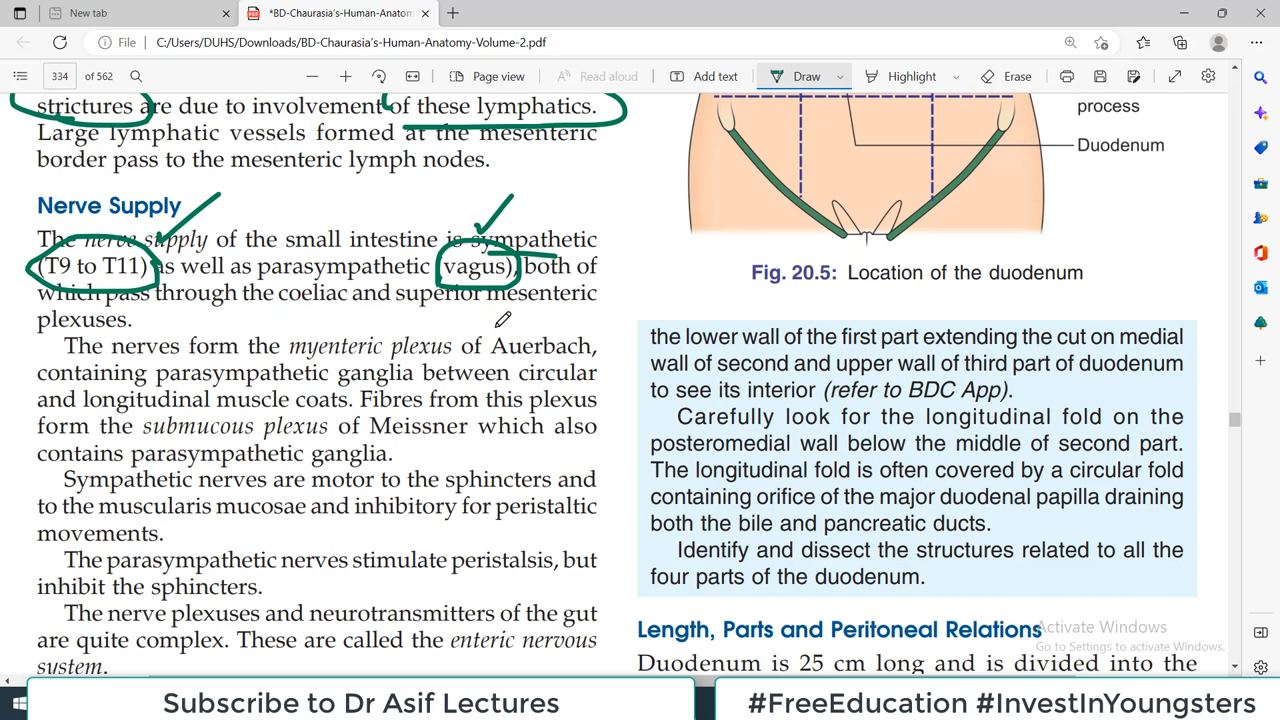 New tab
*BD-Chaurasia's-Human-Anatom
File
C:/Users/DUHS/Downloads/BD-Chaurasia's-Human-Anatomy-Volume-2.pdf
334
of 562
Page view
Read aloud
Add text
Draw
Highlight
Erase
strictures are due to involvement of these lymphatics.
Large lymphatic vessels formed at the mesenteric
border pass to the mesenteric lymph nodes.
Nerve Supply
The nerve supply of the small intestine is sympathetic
(T9 to T11) as well as parasympathetic (vagus), both of
which pass through the coeliac and superior mesenteric
plexuses.
The nerves form the myenteric plexus of Auerbach,
containing parasympathetic ganglia between circular
and longitudinal muscle coats. Fibres from this plexus
form the submucous plexus of Meissner which also
contains parasympathetic ganglia.
Sympathetic nerves are motor to the sphincters and
to the muscularis mucosae and inhibitory for peristaltic
movements.
The parasympathetic nerves stimulate peristalsis, but
inhibit the sphincters.
The nerve plexuses and neurotransmitters of the gut
are quite complex. These are called the enteric nervous
system.
process
Duodenum
Fig. 20.5: Location of the duodenum
the lower wall of the first part extending the cut on medial
wall of second and upper wall of third part of duodenum
to see its interior (refer to BDC App).
Carefully look for the longitudinal fold on the
posteromedial wall below the middle of second part.
The longitudinal fold is often covered by a circular fold
containing orifice of the major duodenal papilla draining
both the bile and pancreatic ducts.
Identify and dissect the structures related to all the
four parts of the duodenum.
Length, Parts and Peritoneal Relations
Duodenum is 25 cm long and is divided into the
Activate Windows
Go to Settings to activate Windows.
Subscribe to Dr Asif Lectures
#FreeEducation #InvestInYoungsters